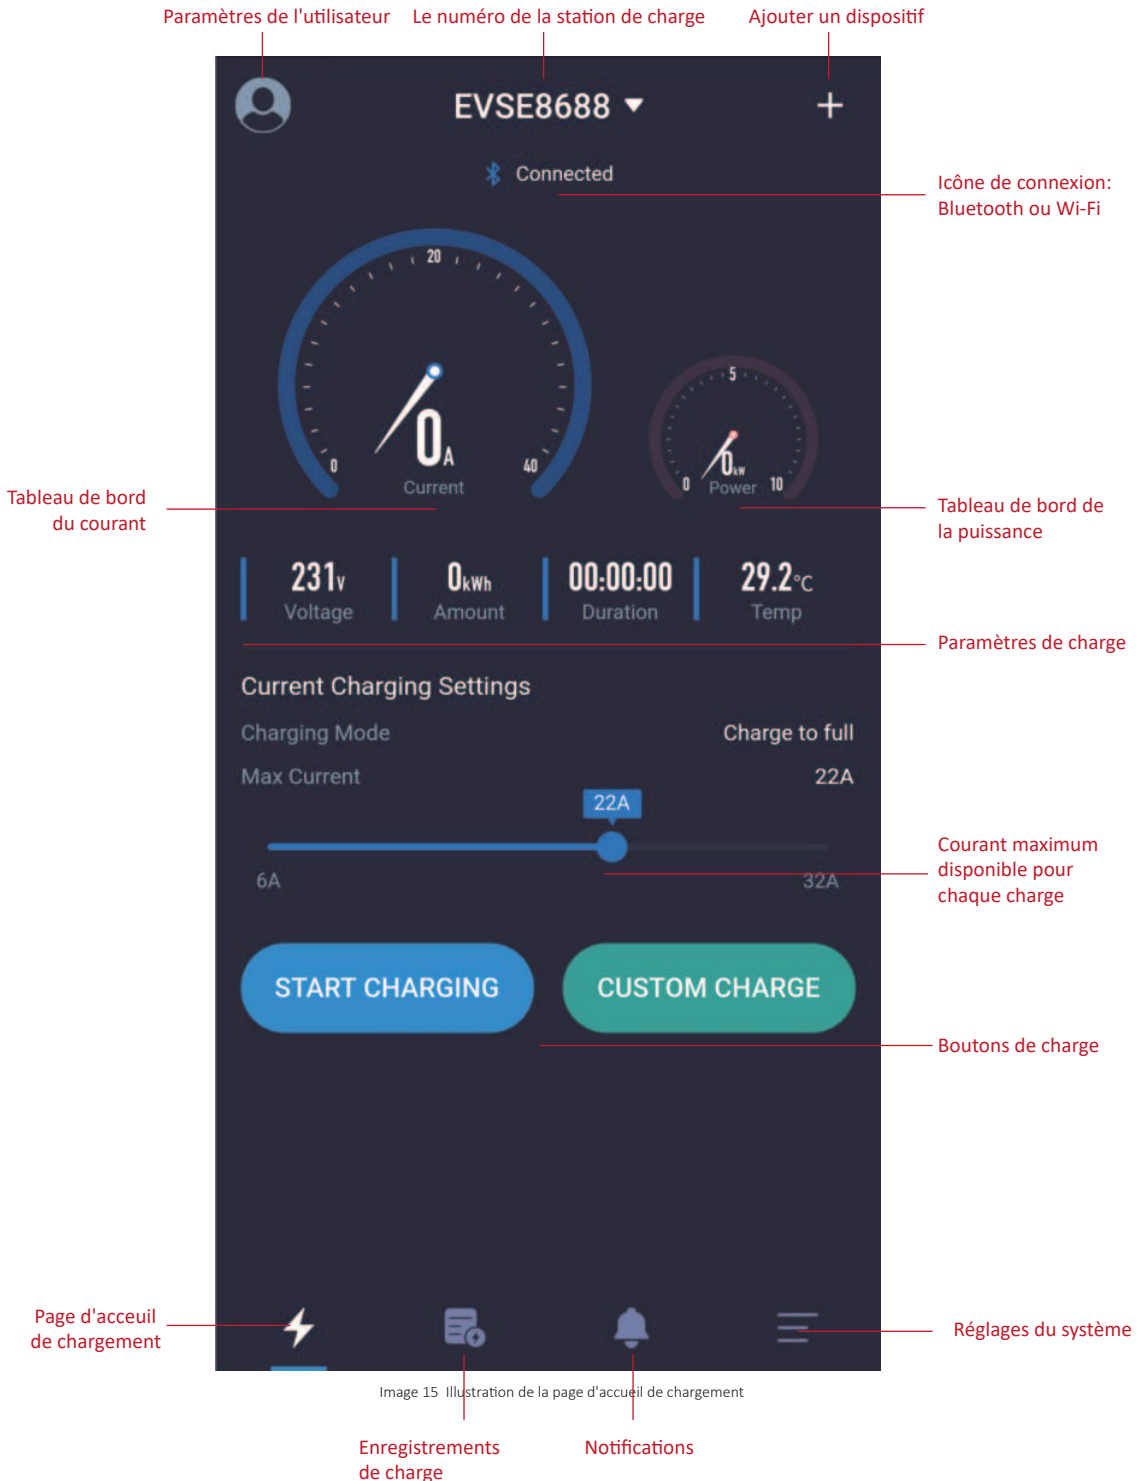 Paramètres de l'utilisateur
Le numéro de la station de charge
Ajouter un dispositif
EVSE8688
Connected
Icône de connexion:
Bluetooth ou Wi-Fi
20
0
40
0A
Current
5
0
10
0kW
Power
Tableau de bord
du courant
Tableau de bord de
la puissance
231V
Voltage
0kWh
Amount
00:00:00
Duration
29.2°C
Temp
Paramètres de charge
Current Charging Settings
Charging Mode
Charge to full
Max Current
22A
22A
6A
32A
Courant maximum
disponible pour
chaque charge
START CHARGING
CUSTOM CHARGE
Boutons de charge
Page d'acceuil
de chargement
Réglages du système
Image 15 Illustration de la page d'accueil de chargement
Enregistrements
de charge
Notifications